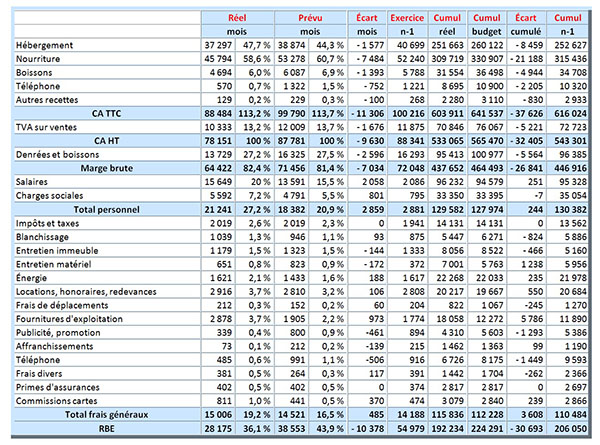 Réel Prévu Écart Exercice Cumul Cumul Écart Cumul
mois mois mois n-1 réel budget cumulé n-1
Hébergement 37 297 47,7 % 38 874 44,3 % - 1 577 40 699 251 663 260 122 - 8 459 252 627
Nourriture 45 794 58,6 % 53 278 60,7 % - 7 484 52 240 309 719 330 907 - 21 188 315 436
Boissons 4 694 6,0 % 6 087 6,9 % - 1 393 5 788 31 554 36 498 - 4 944 34 708
Téléphone 570 0,7 % 1 322 1,5 % - 752 1 221 8 695 10 900 - 2 205 10 320
Autres recettes 129 0,2 % 229 0,3 % - 100 268 2 280 3 110 - 830 2 933
CA TTC 88 484 113,2 % 99 790 113,7 % - 11 306 100 216 603 911 641 537 - 37 626 616 024
TVA sur ventes 10 333 13,2 % 12 009 13,7 % - 1 676 11 875 70 846 76 067 - 5 221 72 723
CA HT 78 151 100 % 87 781 100 % - 9 630 88 341 533 065 565 470 - 32 405 543 301
Denrées et boissons 13 729 27,2 % 16 325 27,5 % - 2 596 16 293 95 413 100 977 - 5 564 96 385
Marge brute 64 422 82,4 % 71 456 81,4 % - 7 034 72 048 437 652 464 493 - 26 841 446 916
Salaires 15 649 20 % 13 591 15,5 % 2 058 2 086 96 232 94 579 251 95 328
Charges sociales 5 592 7,2 % 4 791 5,5 % 801 795 33 350 33 395 -7 35 054
Total personnel 21 241 27,2 % 18 382 20,9 % 2 859 2 881 129 582 127 974 244 130 382
Impôts et taxes 2 019 2,6 % 2 019 2,3 % 0 1 941 14 131 14 131 0 13 562
Blanchissage 1 039 1,3 % 946 1,1 % 93 875 5 447 6 271 - 824 5 886
Entretien immeuble 1 179 1,5 % 1 323 1,5 % -144 1 333 8 056 8 522 - 466 5 160
Entretien matériel 651 0,8 % 823 0,9 % -172 372 7 001 5 763 1 238 5 956
Énergie 1 621 2,1 % 1 433 1,6 % 188 1 617 22 268 22 033 235 21 978
Locations, honoraires, redevances 2 916 3,7 % 2 810 3,2 % 106 2 808 20 217 19 667 550 20 684
Frais de déplacements 212 0,3 % 152 0,2 % 60 204 822 1 067 - 245 1 270
Fournitures d'exploitation 2 878 3,7 % 1 905 2,2 % 973 1 774 18 058 12 272 5 786 11 890
Publicité, promotion 339 0,4 % 800 0,9 % -461 894 4 310 5 603 - 1 293 5 386
Affranchissements 73 0,1 % 212 0,2 % -139 215 1 462 1 363 99 1 190
Téléphone 485 0,6 % 991 1,1 % -506 916 6 726 8 175 - 1 449 9 593
Frais divers 381 0,5 % 264 0,3 % 117 391 1 442 1 704 - 262 2 366
Primes d'assurances 402 0,5 % 402 0,5 % 0 374 2 817 2 817 0 2 697
Commissions cartes 811 1,0 % 441 0,5 % 370 474 3 079 2 840 239 2 866
Total frais généraux 15 006 19,2 % 14 521 16,5 % 485 14 188 115 836 112 228 3 608 110 484
RBE 28 175 36,1 % 38 553 43,9 % - 10 378 54 979 192 234 224 291 - 30 693 206 050